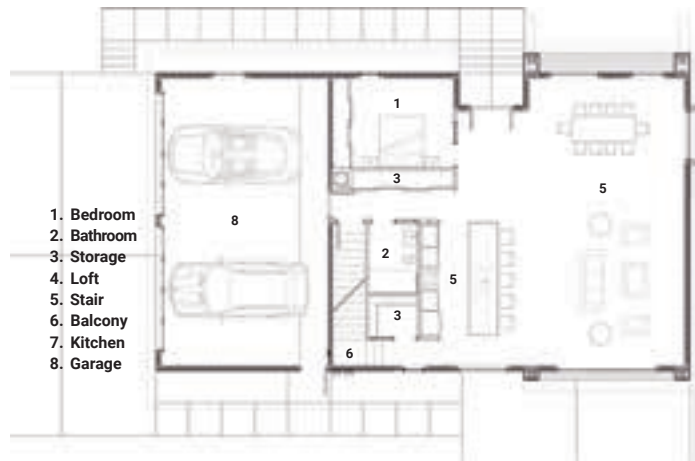 1. Bedroom
2. Bathroom
3. Storage
4. Loft
5. Stair
6. Balcony
7. Kitchen
8. Garage
1
3
5
8
2
5
3
6